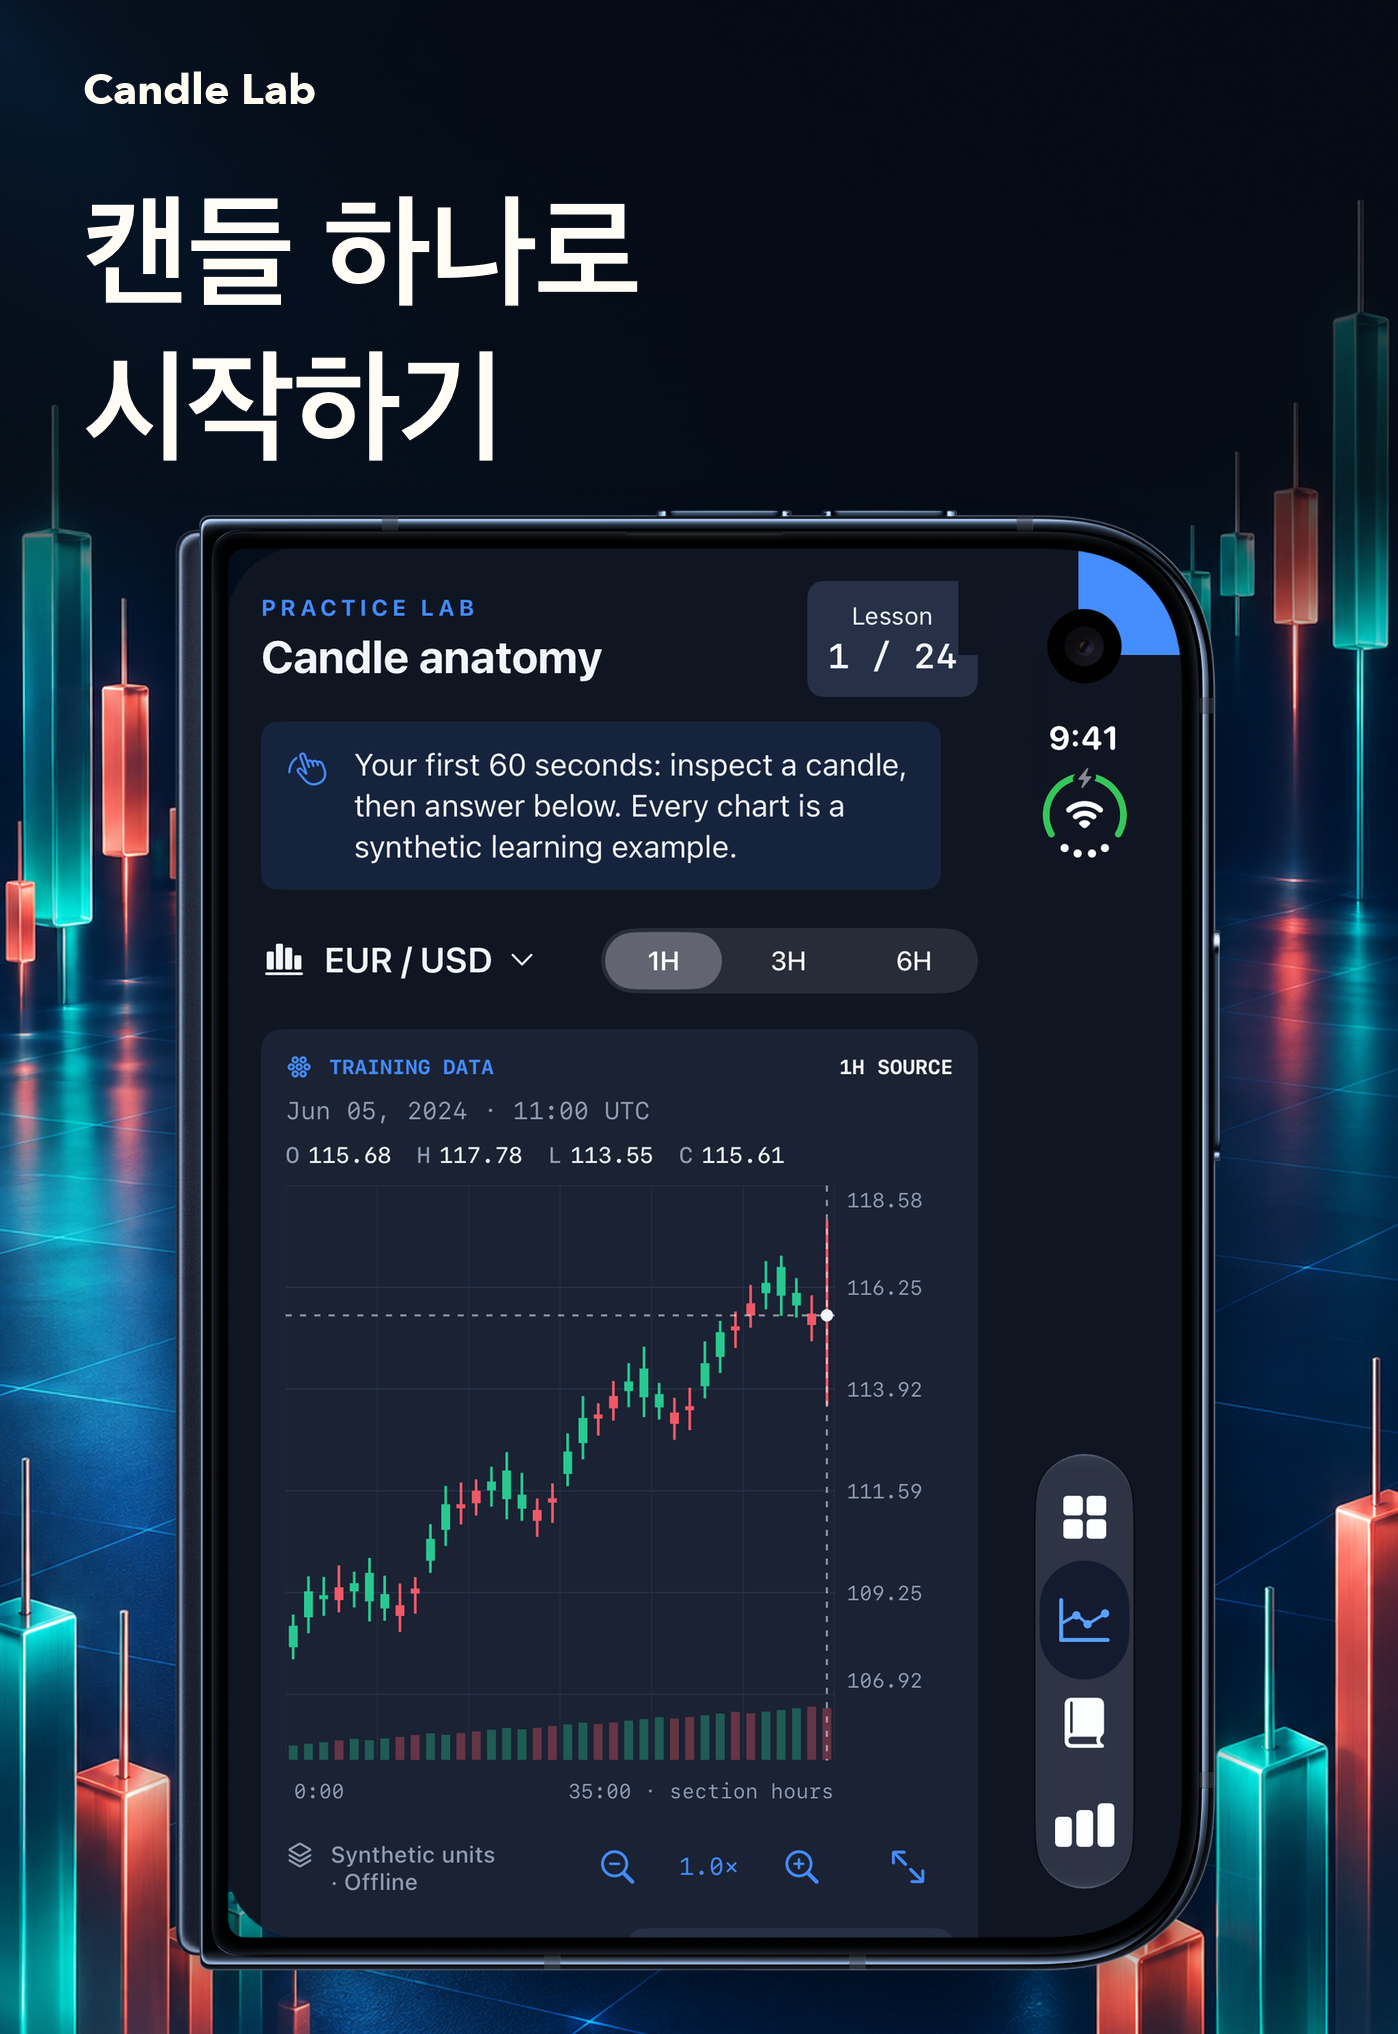 Candle Lab
캔들 하나로
시작하기
PRACTICE LAB
Candle anatomy
Lesson
1 / 24
9:41
Your first 60 seconds: inspect a candle,
then answer below. Every chart is a
synthetic learning example.
EUR / USD
1H 3H 6H
TRAINING DATA
1H SOURCE
Jun 05, 2024 · 11:00 UTC
O 115.68 H 117.78 L 113.55 C 115.61
118.58
116.25
113.92
111.59
109.25
106.92
0:00
35:00 · section hours
Synthetic units
· Offline
1.0×